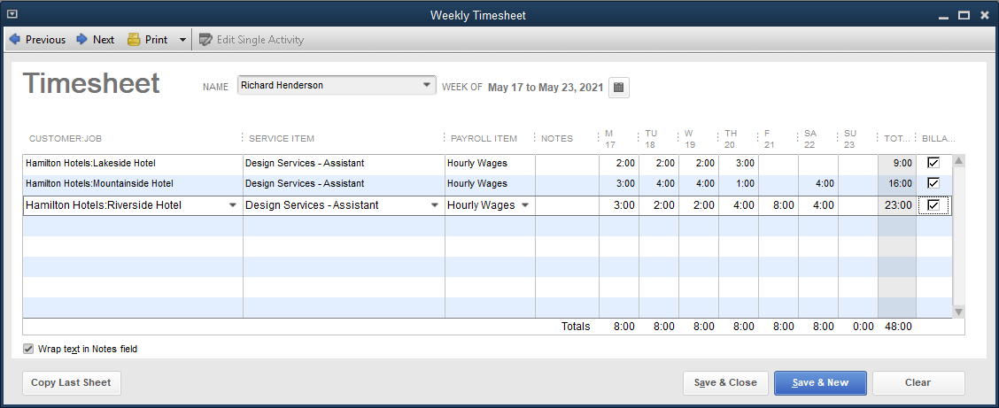 Weekly Timesheet
Previous Next Print Edit Single Activity
Timesheet NAME Richard Henderson WEEK OF May 17 to May 23, 2021
CUSTOMER:JOB SERVICE ITEM PAYROLL ITEM NOTES M 17 TU 18 W 19 TH 20 F 21 SA 22 SU 23 TOT... BILLA...
Hamilton Hotels:Lakeside Hotel Design Services - Assistant Hourly Wages 2:00 2:00 2:00 3:00 9:00
Hamilton Hotels:Mountainside Hotel Design Services - Assistant Hourly Wages 3:00 4:00 4:00 1:00 4:00 16:00
Hamilton Hotels:Riverside Hotel Design Services - Assistant Hourly Wages 3:00 2:00 2:00 4:00 8:00 4:00 23:00
Totals 8:00 8:00 8:00 8:00 8:00 8:00 0:00 48:00
Wrap text in Notes field
Copy Last Sheet Save & Close Save & New Clear